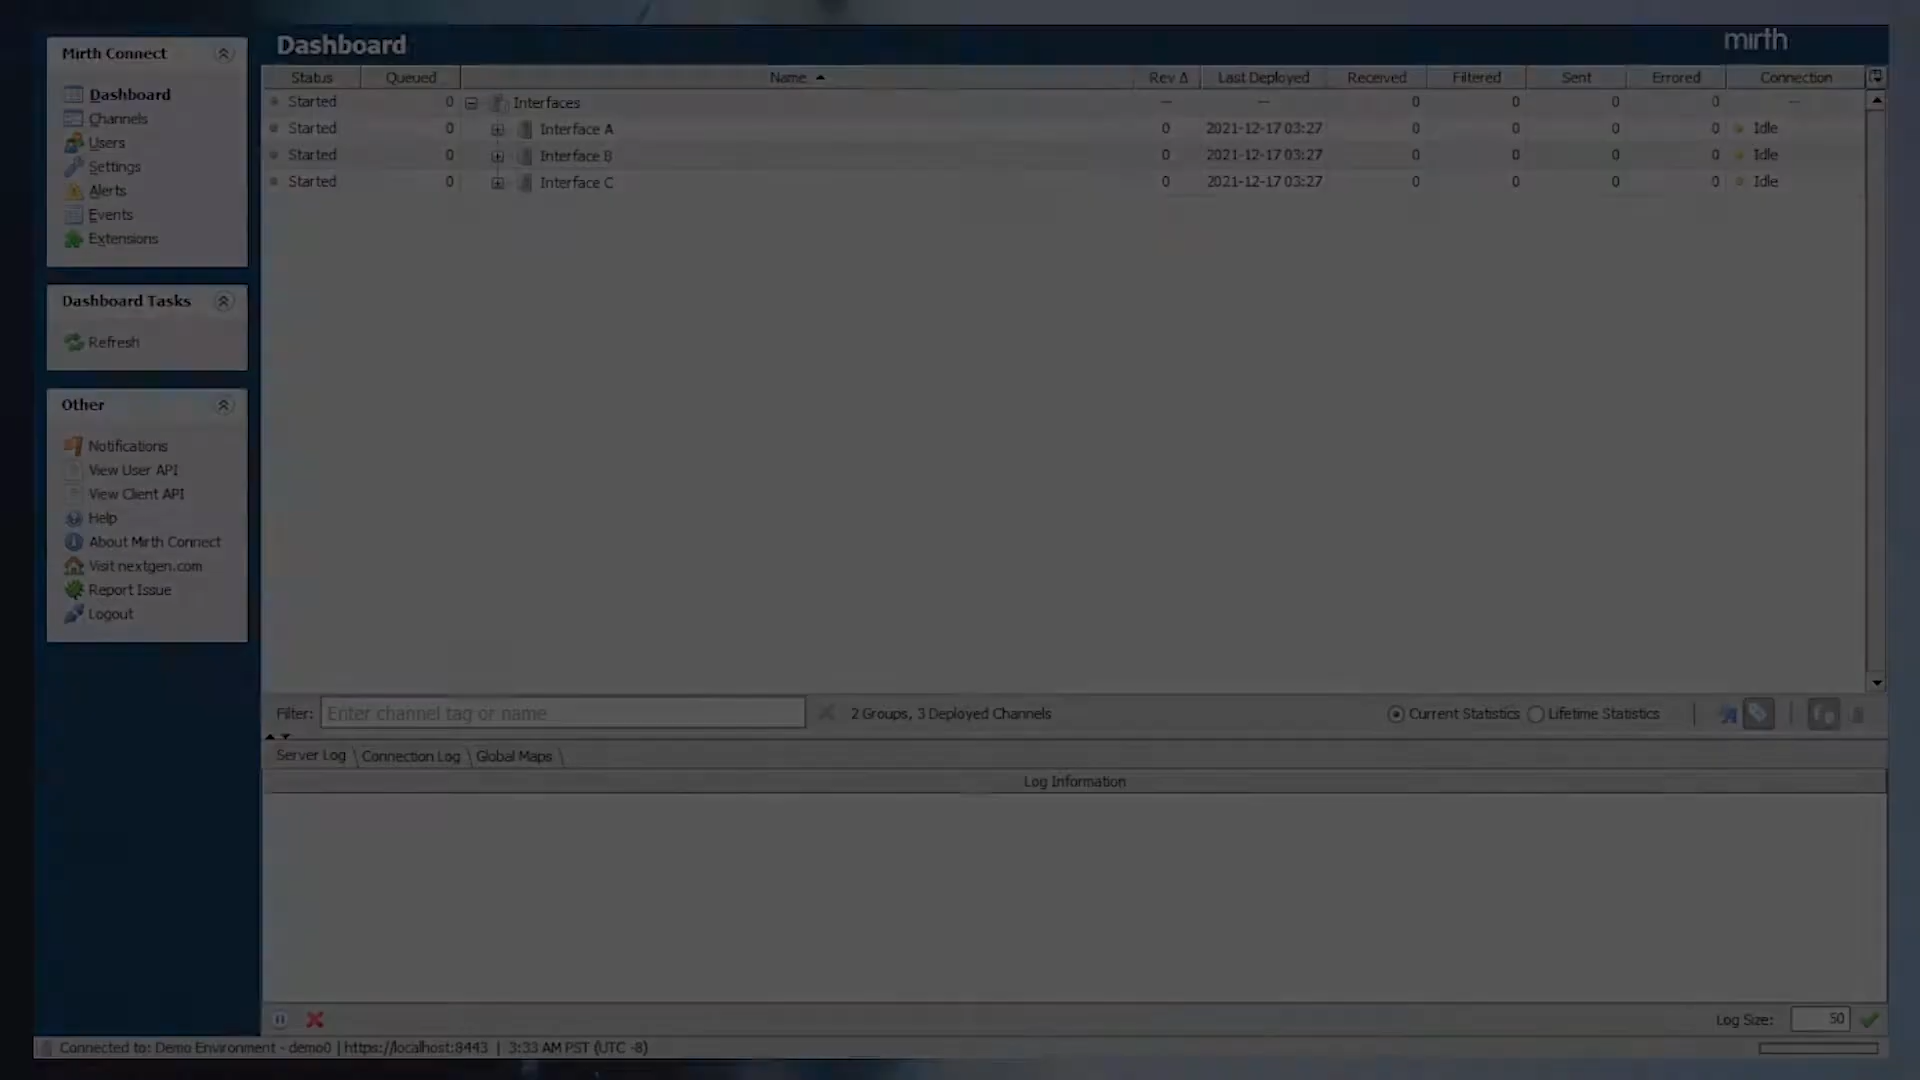 Mirth Connect
Dashboard
Channels
Users
Settings
Alerts
Events
Extensions
Dashboard Tasks
Refresh
Other
Notifications
View User API
View Client API
Help
About Mirth Connect
Visit nextgen.com
Report Issue
Logout
Dashboard
mirth
Status Queued Name Rev Δ Last Deployed Received Filtered Sent Errored Connection
Started 0 Interfaces -- -- 0 0 0 0 --
Started 0 Interface A 0 2021-12-17 03:27 0 0 0 0 Idle
Started 0 Interface B 0 2021-12-17 03:27 0 0 0 0 Idle
Started 0 Interface C 0 2021-12-17 03:27 0 0 0 0 Idle
Filter: Enter channel tag or name 2 Groups, 3 Deployed Channels Current Statistics Lifetime Statistics
Server Log Connection Log Global Maps
Log Information
Log Size: 50
Connected to: Demo Environment - demo0 | https://localhost:8443 | 3:33 AM PST (UTC -8)